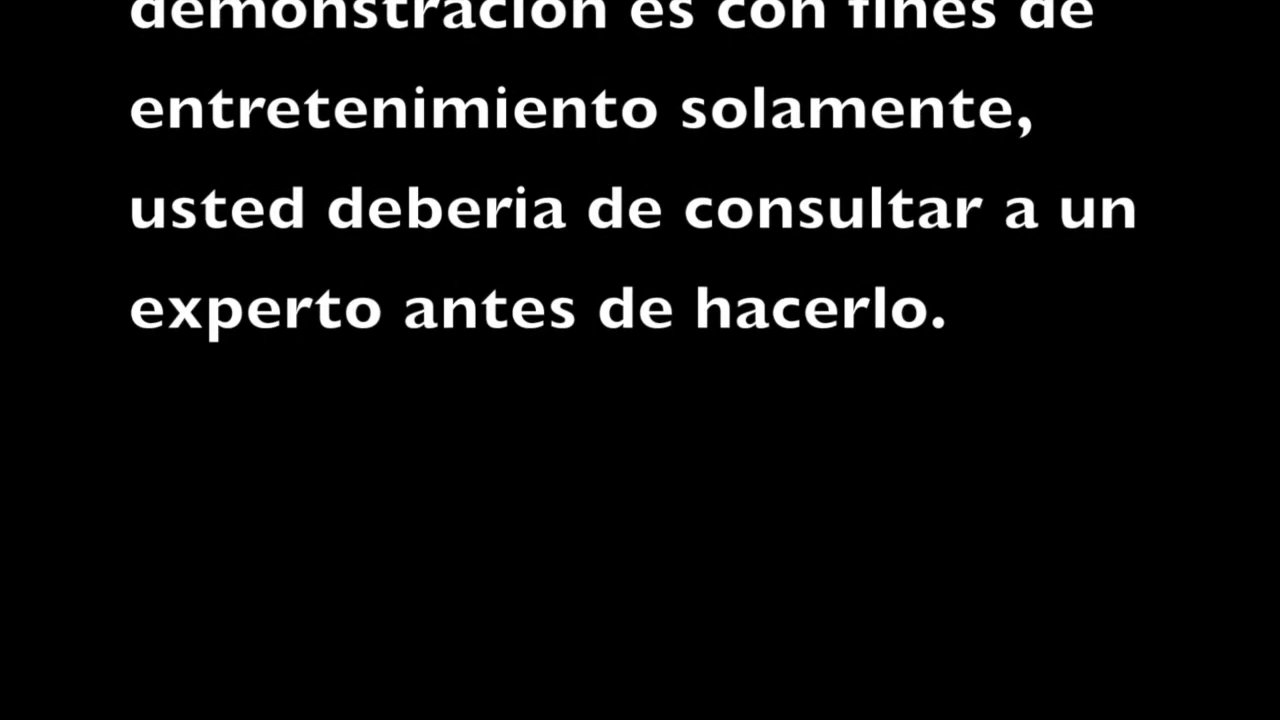 demonstracion es con fines de
entretenimiento solamente,
usted deberia de consultar a un
experto antes de hacerlo.